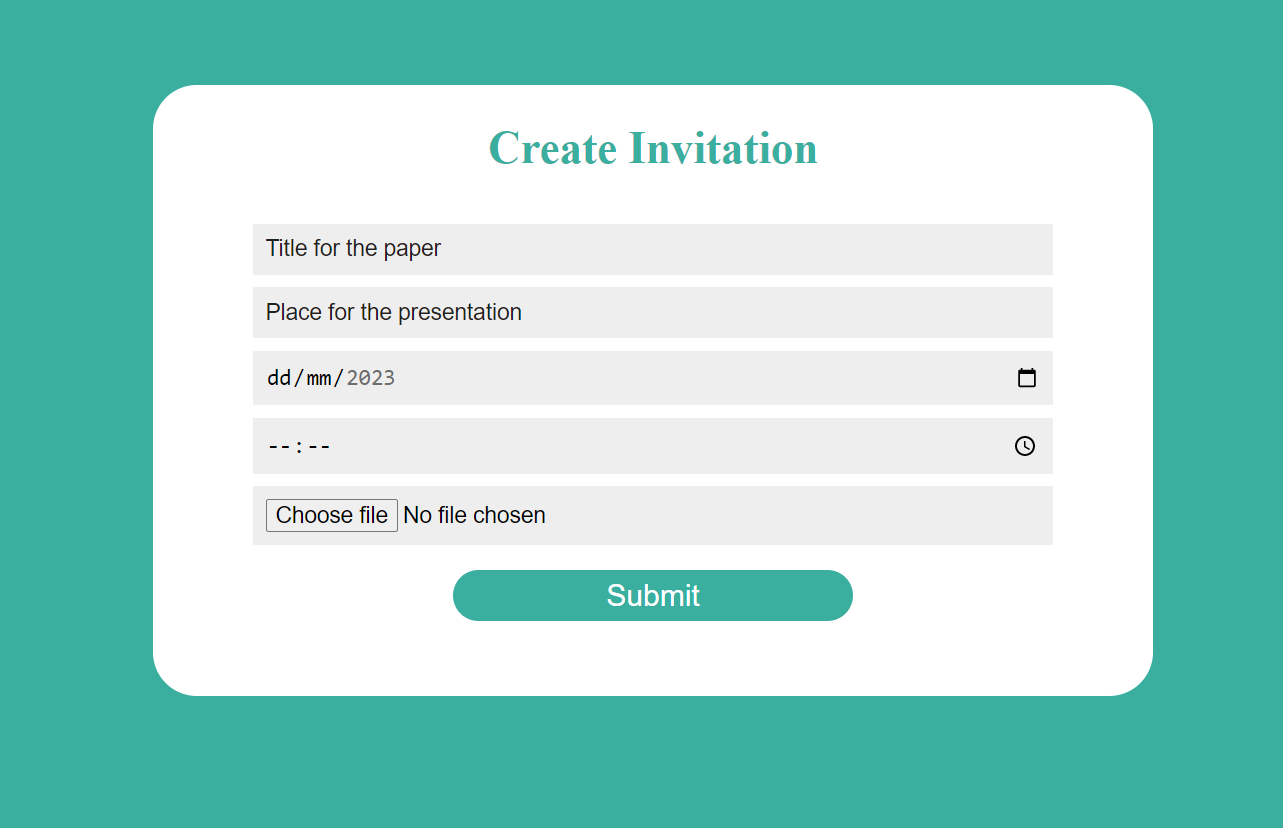 Create Invitation
Title for the paper
Place for the presentation
dd/mm/2023
--:--
Choose file No file chosen
Submit